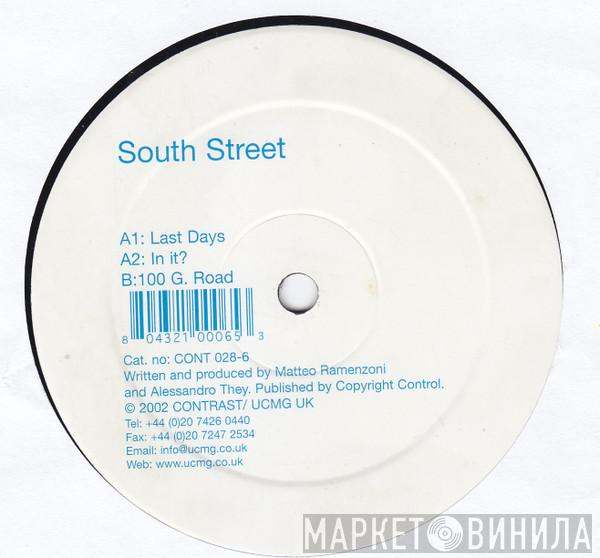 South Street
A1: Last Days
A2: In it?
B:100 G. Road
8 04321 00065 3
Cat. no: CONT 028-6
Written and produced by Matteo Ramenzoni
and Alessandro They. Published by Copyright Control.
© 2002 CONTRAST/ UCMG UK
Tel: +44 (0)20 7426 0440
Fax: +44 (0)20 7247 2534
Email: info@ucmg.co.uk
Web: www.ucmg.co.uk
МАРКЕТ ВИНИЛА